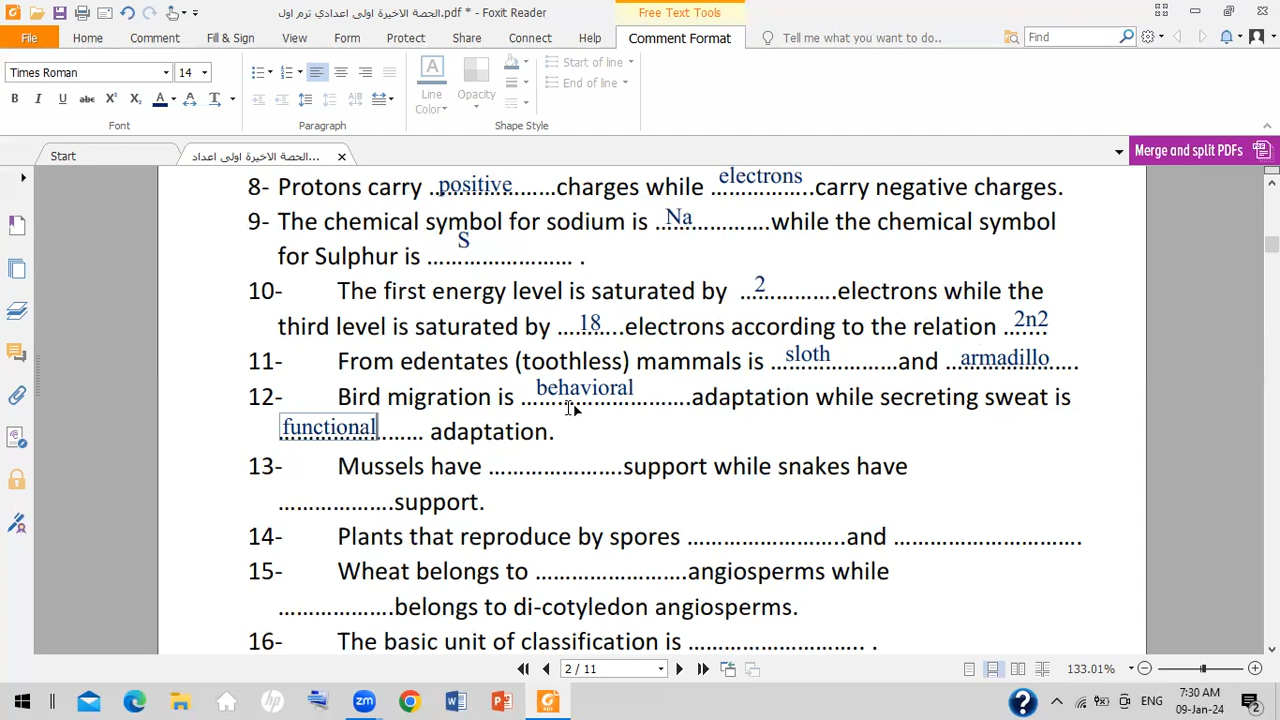 الحصة الاخيرة اولى اعدادي ترم اول.pdf * - Foxit Reader
Free Text Tools
File Home Comment Fill & Sign View Form Protect Share Connect Help Comment Format Tell me what you want to do.. Find
Times Roman 14
Line Color
Opacity
Start of line
End of line
Font Paragraph Shape Style
Start
الحصة الاخيرة اولى اعداد...
Merge and split PDFs
8- Protons carry ..positive..............charges while ...electrons..........carry negative charges.
9- The chemical symbol for sodium is ....Na..............while the chemical symbol
for Sulphur is .....S.................. .
10- The first energy level is saturated by ...2............electrons while the
third level is saturated by ....18......electrons according to the relation 2n2
11- From edentates (toothless) mammals is ...sloth...............and ..armadillo....
12- Bird migration is ...behavioral..............adaptation while secreting sweat is
functional....... adaptation.
13- Mussels have ......................support while snakes have
...................support.
14- Plants that reproduce by spores ..........................and ..............................
15- Wheat belongs to .........................angiosperms while
...................belongs to di-cotyledon angiosperms.
16- The basic unit of classification is ............................. .
2 / 11
133.01%
zm
ENG
7:30 AM
09-Jan-24
2